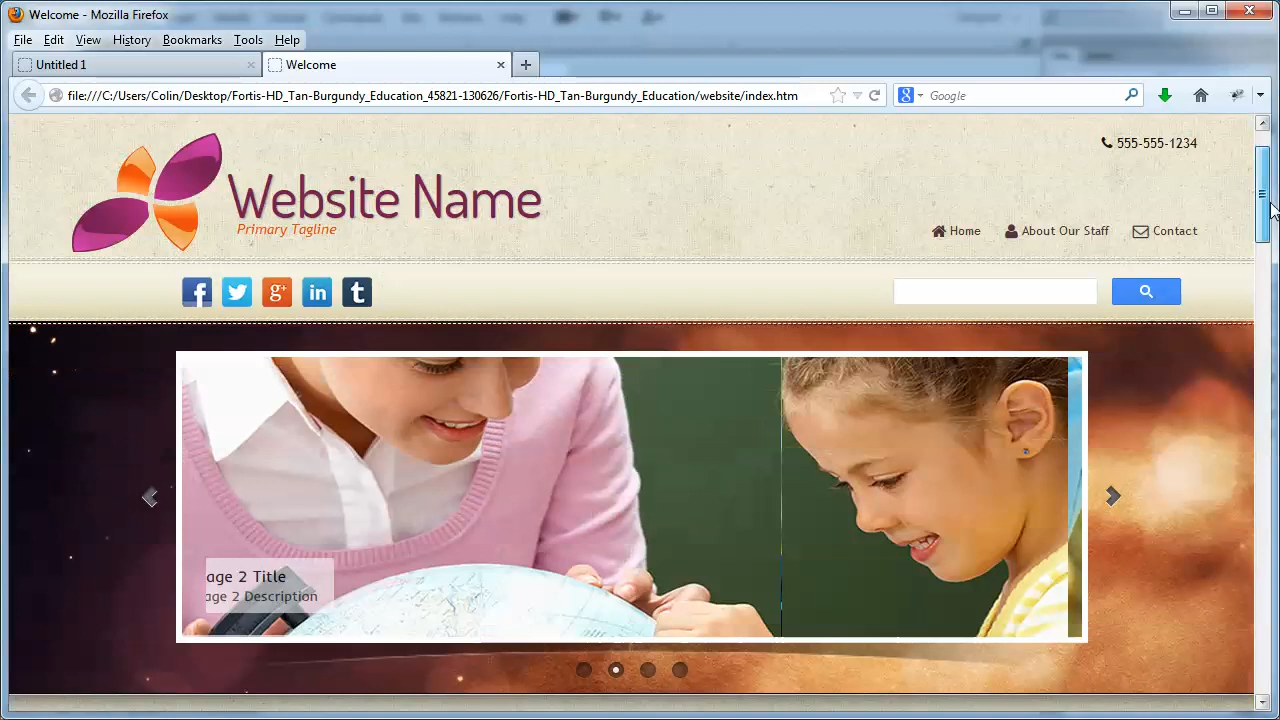 Welcome - Mozilla Firefox
File Edit View History Bookmarks Tools Help
Untitled 1
Welcome
file:///C:/Users/Colin/Desktop/Fortis-HD_Tan-Burgundy_Education_45821-130626/Fortis-HD_Tan-Burgundy_Education/website/index.htm
Google
555-555-1234
Website Name
Primary Tagline
Home About Our Staff Contact
age 2 Title
age 2 Description